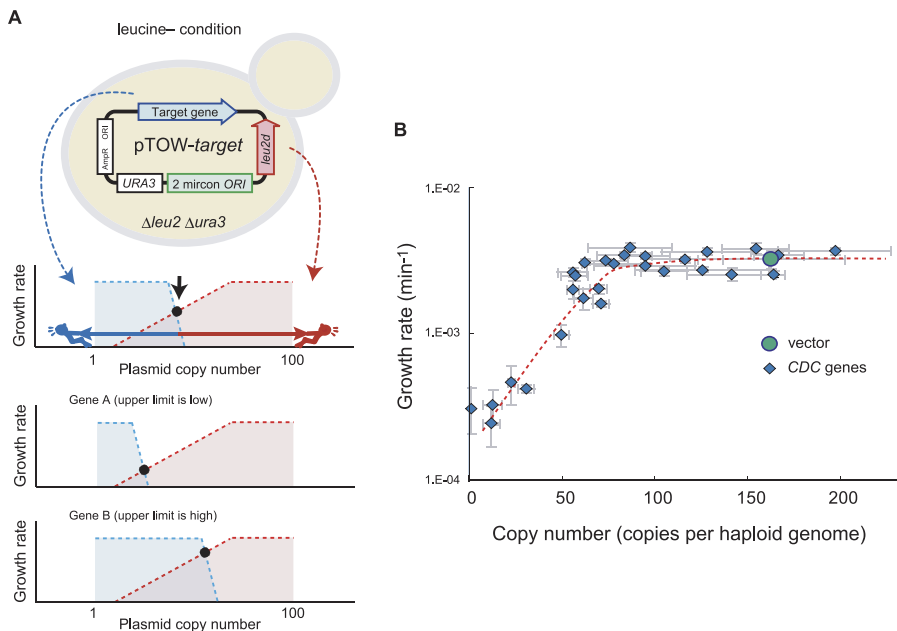 A
leucine– condition
Target gene
AmpR ORI
pTOW-target
leu2d
URA3
2 mircon ORI
Δleu2 Δura3
Growth rate
1
100
Plasmid copy number
Gene A (upper limit is low)
Growth rate
Gene B (upper limit is high)
Growth rate
1
100
Plasmid copy number
B
1.E–02
1.E–03
1.E–04
Growth rate (min-1)
vector
CDC genes
0
50
100
150
200
Copy number (copies per haploid genome)